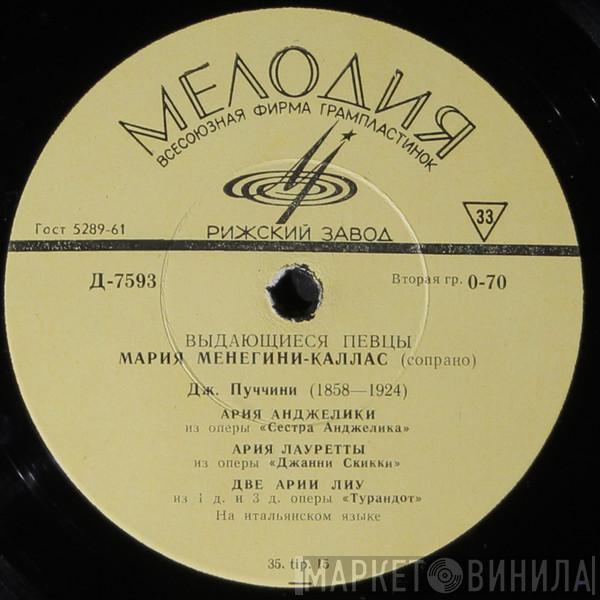 МЕЛОДИЯ
ВСЕСОЮЗНАЯ ФИРМА ГРАМПЛАСТИНОК
33
РИЖСКИЙ ЗАВОД
Гост 5289-61
Д-7593
Вторая гр. 0-70
ВЫДАЮЩИЕСЯ ПЕВЦЫ
МАРИЯ МЕНЕГИНИ-КАЛЛАС (сопрано)
Дж. Пуччини (1858—1924)
АРИЯ АНДЖЕЛИКИ
из оперы «Сестра Анджелика»
АРИЯ ЛАУРЕТТЫ
из оперы «Джанни Скикки»
ДВЕ АРИИ ЛИУ
из 1 д. и 3 д. оперы «Турандот»
На итальянском языке
35. tip. 15
МАРКЕТ ВИНИЛА